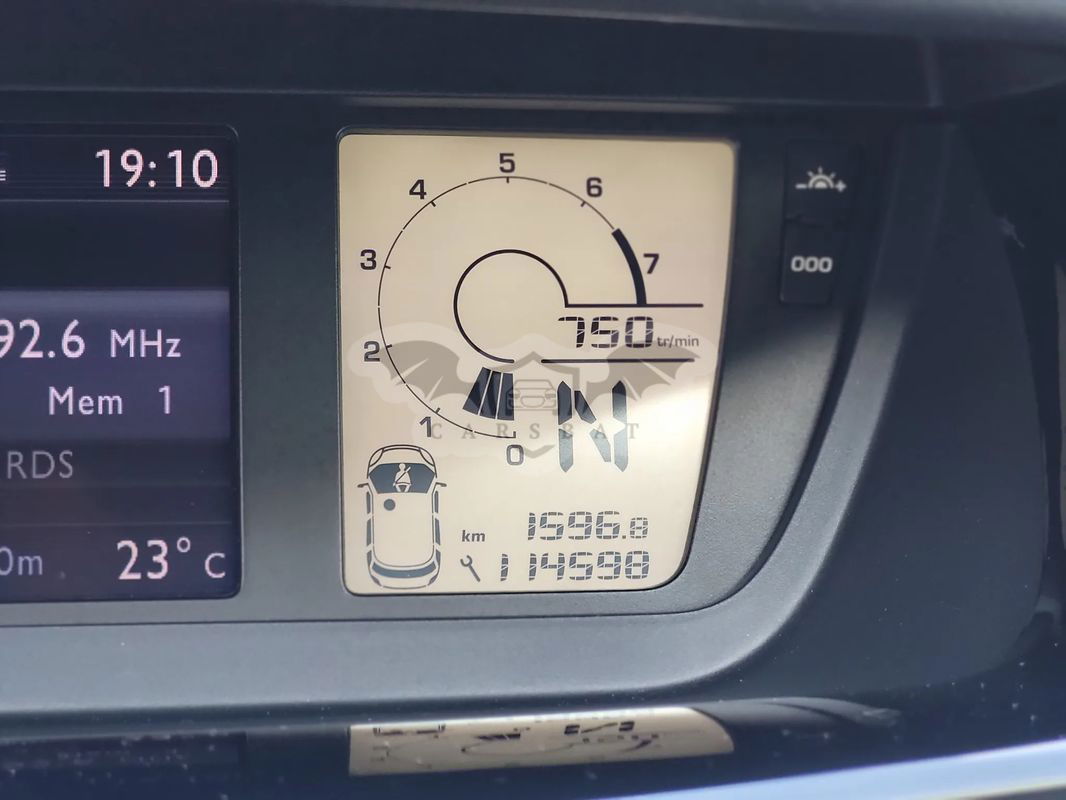 19:10
92.6 MHz
Mem 1
RDS
0m
23° C
5
4
6
3
7
2
1
0
750 tr/min
CARSBAT
N
km 1596.8
114598
- +
000